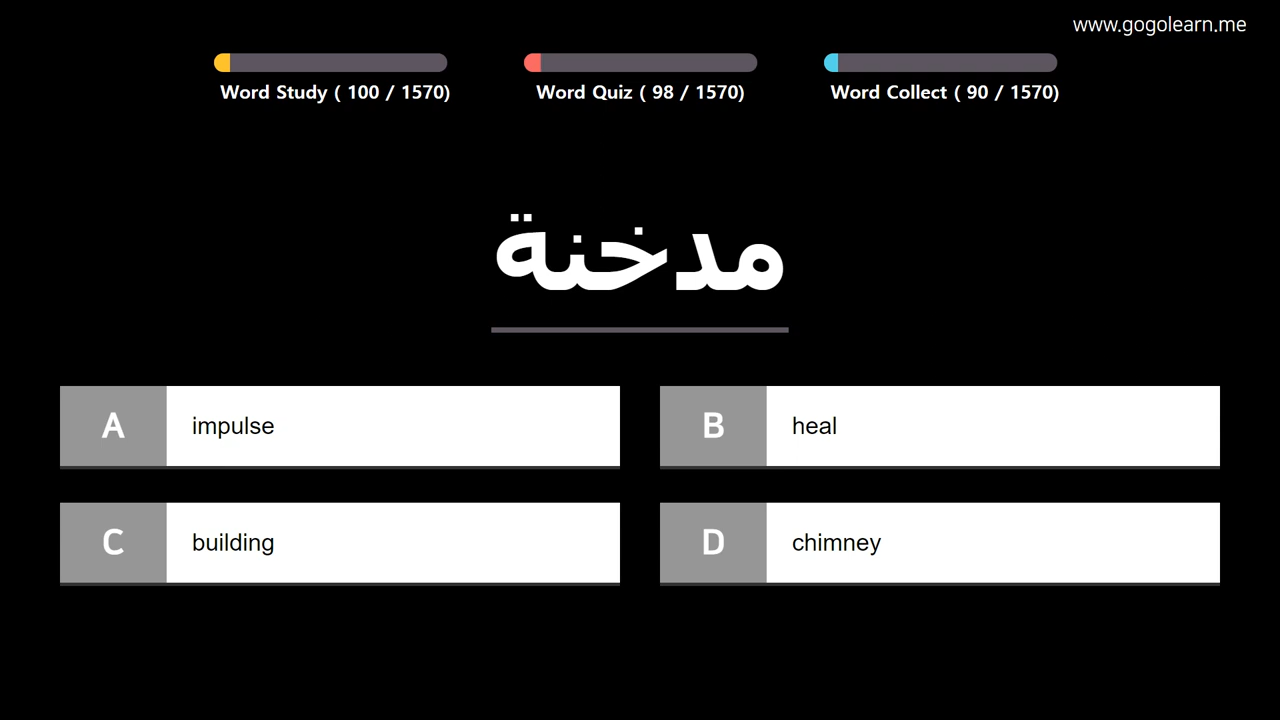 www.gogolearn.me
Word Study ( 100 / 1570)
Word Quiz ( 98 / 1570)
Word Collect ( 90 / 1570)
مدخنة
A impulse
B heal
C building
D chimney